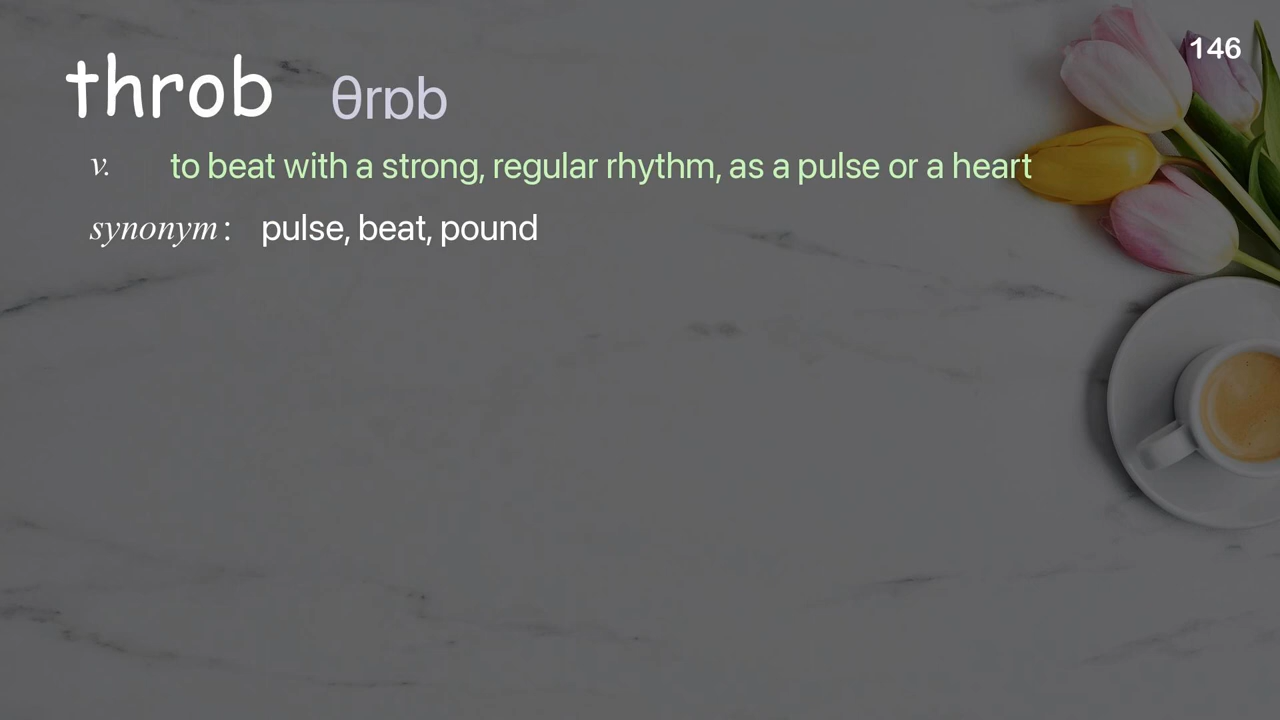 146
throb θrɒb
v. to beat with a strong, regular rhythm, as a pulse or a heart
synonym : pulse, beat, pound